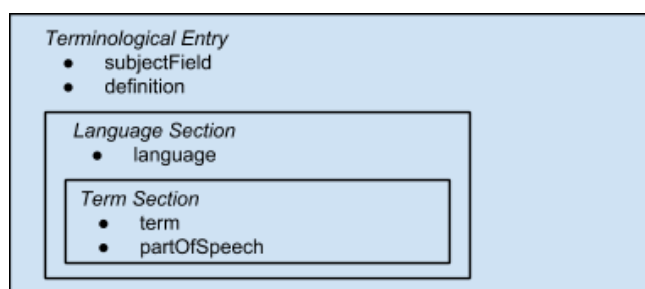 Terminological Entry
● subjectField
● definition
Language Section
● language
Term Section
● term
● partOfSpeech